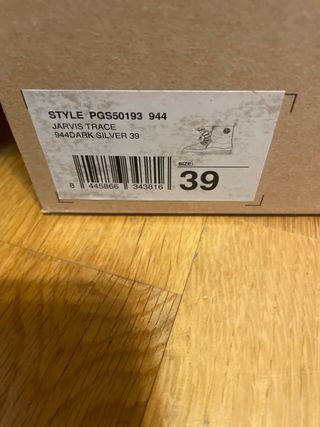 STYLE PGS50193 944
JARVIS TRACE
944DARK SILVER 39
8 445866 343816
SIZE:
39